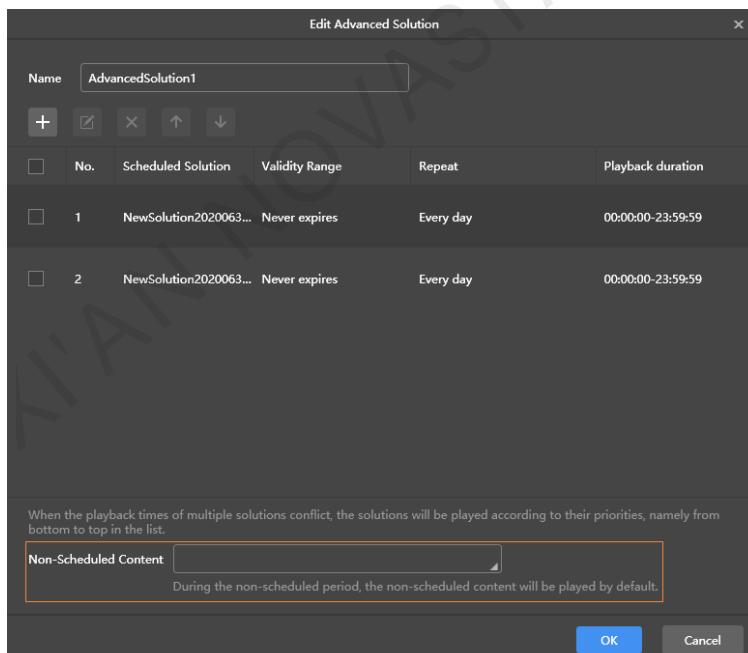 Edit Advanced Solution
Name AdvancedSolution1
No. Scheduled Solution Validity Range Repeat Playback duration
1 NewSolution2020063... Never expires Every day 00:00:00-23:59:59
2 NewSolution2020063... Never expires Every day 00:00:00-23:59:59
When the playback times of multiple solutions conflict, the solutions will be played according to their priorities, namely from
bottom to top in the list.
Non-Scheduled Content
During the non-scheduled period, the non-scheduled content will be played by default.
OK Cancel
XI'AN NOVASTA